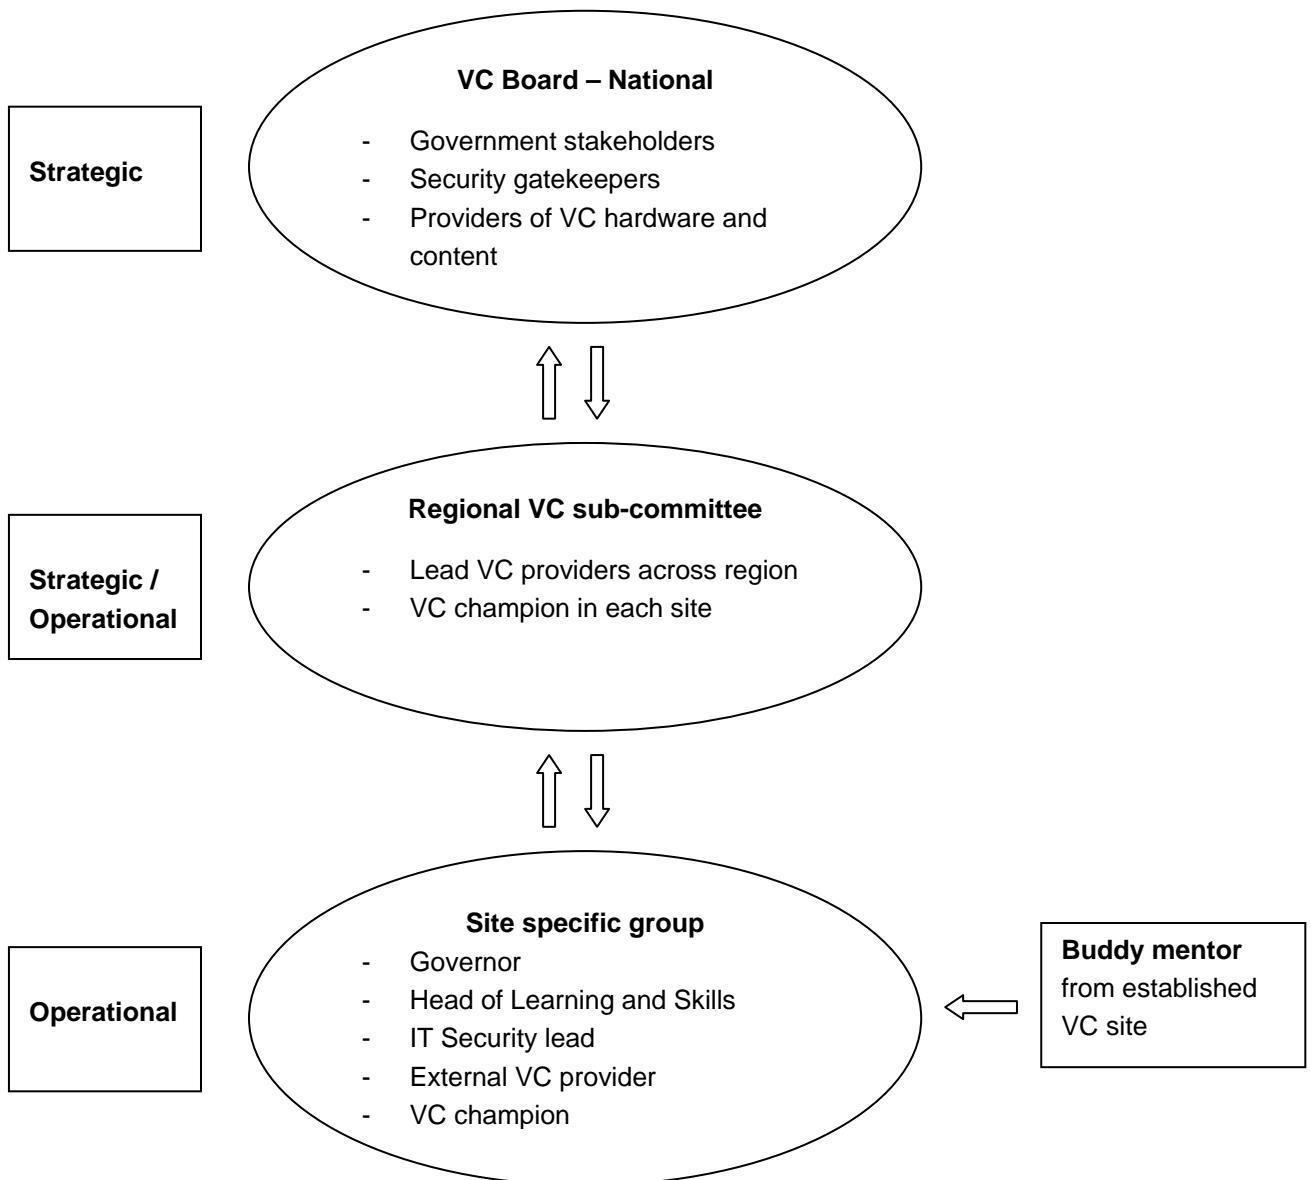 VC Board – National
Strategic
- Government stakeholders
- Security gatekeepers
- Providers of VC hardware and
content
Regional VC sub-committee
Strategic /
Operational
- Lead VC providers across region
- VC champion in each site
Site specific group
Operational
- Governor
- Head of Learning and Skills
- IT Security lead
- External VC provider
- VC champion
Buddy mentor
from established
VC site